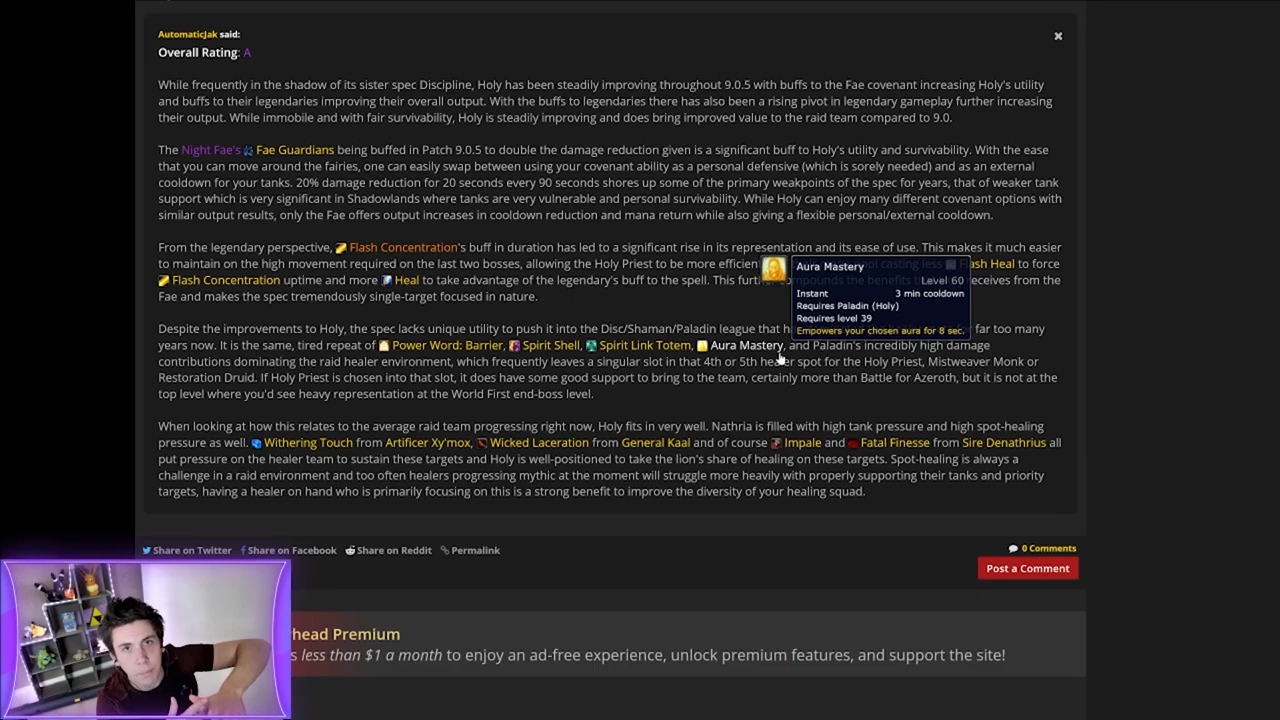 AutomaticJak said:
Overall Rating: A
While frequently in the shadow of its sister spec Discipline, Holy has been steadily improving throughout 9.0.5 with buffs to the Fae covenant increasing Holy's utility
and buffs to their legendaries improving their overall output. With the buffs to legendaries there has also been a rising pivot in legendary gameplay further increasing
their output. While immobile and with fair survivability, Holy is steadily improving and does bring improved value to the raid team compared to 9.0.
The Night Fae's Fae Guardians being buffed in Patch 9.0.5 to double the damage reduction given is a significant buff to Holy's utility and survivability. With the ease
that you can move around the fairies, one can easily swap between using your covenant ability as a personal defensive (which is sorely needed) and as an external
cooldown for your tanks. 20% damage reduction for 20 seconds every 90 seconds shores up some of the primary weakpoints of the spec for years, that of weaker tank
support which is very significant in Shadowlands where tanks are very vulnerable and personal survivability. While Holy can enjoy many different covenant options with
similar output results, only the Fae offers output increases in cooldown reduction and mana return while also giving a flexible personal/external cooldown.
From the legendary perspective, Flash Concentration's buff in duration has led to a significant rise in its representation and its ease of use. This makes it much easier
to maintain on the high movement required on the last two bosses, allowing the Holy Priest to be more efficient casting less Flash Heal to force
Flash Concentration uptime and more Heal to take advantage of the legendary's buff to the spell. This receives from the
Fae and makes the spec tremendously single-target focused in nature.
Aura Mastery
Level 60
Instant 3 min cooldown
Requires Paladin (Holy)
Requires level 39
Empowers your chosen aura for 8 sec.
Despite the improvements to Holy, the spec lacks unique utility to push it into the Disc/Shaman/Paladin league that far too many
years now. It is the same, tired repeat of Power Word: Barrier, Spirit Shell, Spirit Link Totem, Aura Mastery, and Paladin's incredibly high damage
contributions dominating the raid healer environment, which frequently leaves a singular slot in that 4th or 5th healer spot for the Holy Priest, Mistweaver Monk or
Restoration Druid. If Holy Priest is chosen into that slot, it does have some good support to bring to the team, certainly more than Battle for Azeroth, but it is not at the
top level where you'd see heavy representation at the World First end-boss level.
When looking at how this relates to the average raid team progressing right now, Holy fits in very well. Nathria is filled with high tank pressure and high spot-healing
pressure as well. Withering Touch from Artificer Xy'mox, Wicked Laceration from General Kaal and of course Impale and Fatal Finesse from Sire Denathrius all
put pressure on the healer team to sustain these targets and Holy is well-positioned to take the lion's share of healing on these targets. Spot-healing is always a
challenge in a raid environment and too often healers progressing mythic at the moment will struggle more heavily with properly supporting their tanks and priority
targets, having a healer on hand who is primarily focusing on this is a strong benefit to improve the diversity of your healing squad.
Share on Twitter Share on Facebook Share on Reddit Permalink
0 Comments
Post a Comment
head Premium
s less than $1 a month to enjoy an ad-free experience, unlock premium features, and support the site!